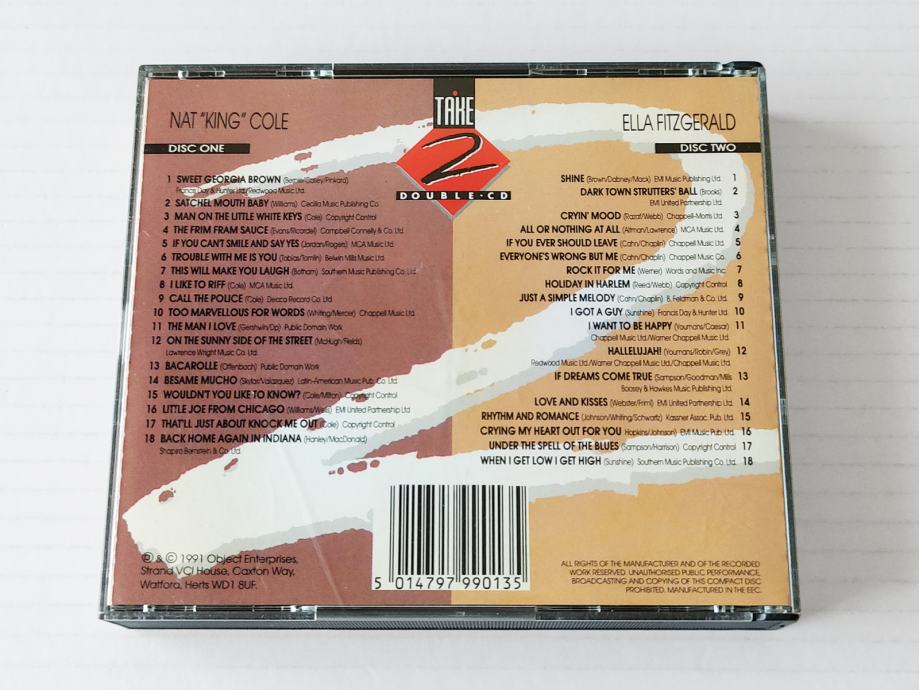 TAKE
2
DOUBLE·CD
NAT "KING" COLE
DISC ONE
1 SWEET GEORGIA BROWN (Bernie/Casey/Pinkard)
Francis Day & Hunter Ltd/Redwood Music Ltd.
2 SATCHEL MOUTH BABY (Williams) Cecilia Music Publishing Co.
3 MAN ON THE LITTLE WHITE KEYS (Cole) Copyright Control
4 THE FRIM FRAM SAUCE (Evans/Ricardel) Campbell Connelly & Co. Ltd.
5 IF YOU CAN'T SMILE AND SAY YES (Jordan/Rogers) MCA Music Ltd.
6 TROUBLE WITH ME IS YOU (Tobias/Tomlin) Belwin Mills Music Ltd.
7 THIS WILL MAKE YOU LAUGH (Botham) Southern Music Publishing Co. Ltd.
8 I LIKE TO RIFF (Cole) MCA Music Ltd.
9 CALL THE POLICE (Cole) Decca Record Co Ltd.
10 TOO MARVELLOUS FOR WORDS (Whiting/Mercer) Chappell Music Ltd.
11 THE MAN I LOVE (Gershwin/Dp) Public Domain Work
12 ON THE SUNNY SIDE OF THE STREET (McHugh/Fields)
Lawrence Wright Music Co. Ltd.
13 BACAROLLE (Offenbach) Public Domain Work
14 BESAME MUCHO (Skylar/Valazquez) Latin-American Music Pub. Co. Ltd.
15 WOULDN'T YOU LIKE TO KNOW? (Cole/Milton) Copyright Control
16 LITTLE JOE FROM CHICAGO (Williams/Wells) EMI United Partnership Ltd
17 THAT'LL JUST ABOUT KNOCK ME OUT (Cole) Copyright Control
18 BACK HOME AGAIN IN INDIANA (Hanley/MacDonald)
Shapiro Bernstein & Co. Ltd.
ELLA FITZGERALD
DISC TWO
SHINE (Brown/Dabney/Mack) EMI Music Publishing Ltd. 1
DARK TOWN STRUTTERS' BALL (Brooks) 2
EMI United Partnership Ltd.
CRYIN' MOOD (Razaf/Webb) Chappell-Morris Ltd. 3
ALL OR NOTHING AT ALL (Altman/Lawrence) MCA Music Ltd. 4
IF YOU EVER SHOULD LEAVE (Cahn/Chaplin) Chappell Music Ltd. 5
EVERYONE'S WRONG BUT ME (Cahn/Chaplin) Chappell Music Co. 6
ROCK IT FOR ME (Werner) Words and Music Inc. 7
HOLIDAY IN HARLEM (Reed/Webb) Copyright Control 8
JUST A SIMPLE MELODY (Cahn/Chaplin) B. Feldman & Co. Ltd. 9
I GOT A GUY (Sunshine) Francis Day & Hunter Ltd. 10
I WANT TO BE HAPPY (Youmans/Caesar) 11
Chappell Music Ltd./Warner Chappell Music Ltd.
HALLELUJAH! (Youmans/Robin/Grey) 12
Redwood Music Ltd./Warner Chappell Music Ltd./Chappell Music Ltd.
IF DREAMS COME TRUE (Sampson/Goodman/Mills 13
Boosey & Hawkes Music Publishing Ltd.
LOVE AND KISSES (Webster/Friml) EMI United Partnership Ltd. 14
RHYTHM AND ROMANCE (Johnson/Whiting/Schwartz) Kassner Assoc. Pub. Ltd. 15
CRYING MY HEART OUT FOR YOU Hopkins/Johnson) EMI Music Pub. Ltd. 16
UNDER THE SPELL OF THE BLUES (Sampson/Harrison) Copyright Control 17
WHEN I GET LOW I GET HIGH (Sunshine) Southern Music Publishing Co. Ltd. 18
℗ & © 1991 Object Enterprises,
Strand VCI House, Caxton Way,
Watford, Herts WD1 8UF.
5 014797 990135
ALL RIGHTS OF THE MANUFACTURER AND OF THE RECORDED
WORK RESERVED. UNAUTHORISED PUBLIC PERFORMANCE,
BROADCASTING AND COPYING OF THIS COMPACT DISC
PROHIBITED. MANUFACTURED IN THE EEC.